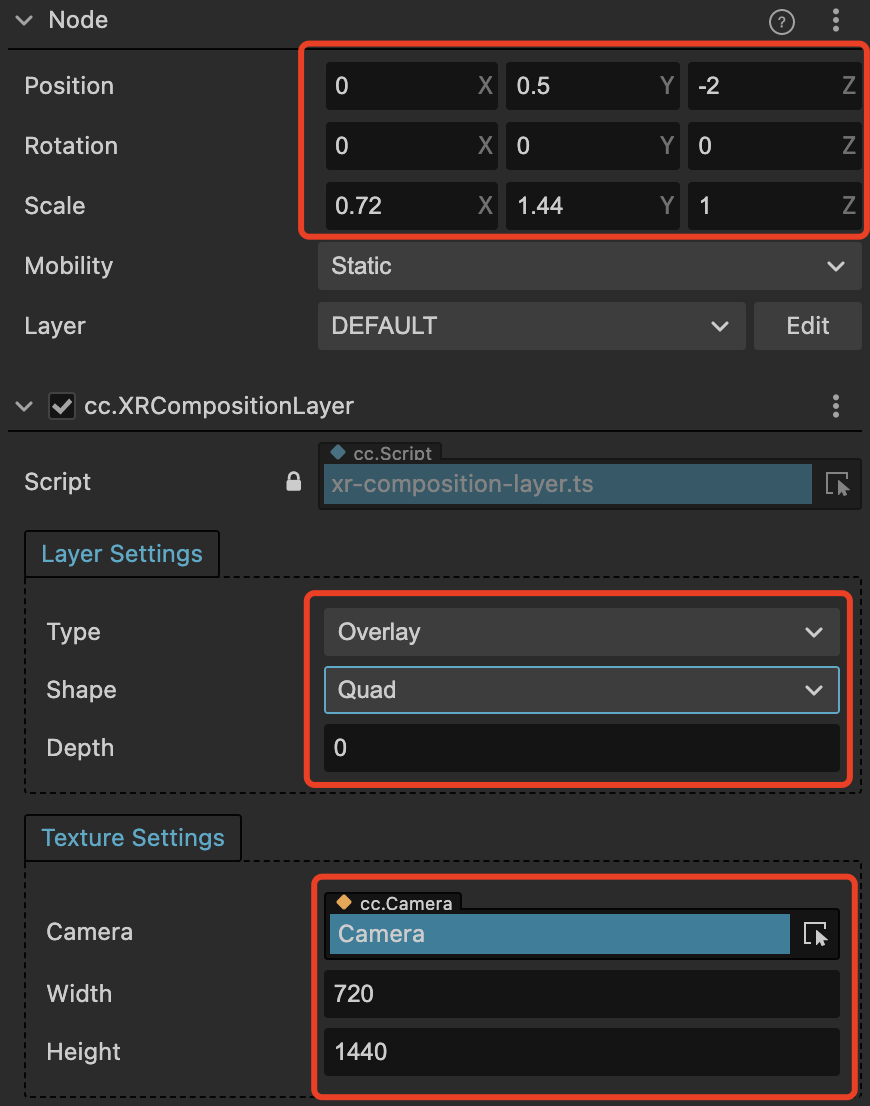 Node ?
Position 0 X 0.5 Y -2 Z
Rotation 0 X 0 Y 0 Z
Scale 0.72 X 1.44 Y 1 Z
Mobility Static
Layer DEFAULT Edit
cc.XRCompositionLayer
cc.Script
Script xr-composition-layer.ts
Layer Settings
Type Overlay
Shape Quad
Depth 0
Texture Settings
cc.Camera
Camera Camera
Width 720
Height 1440